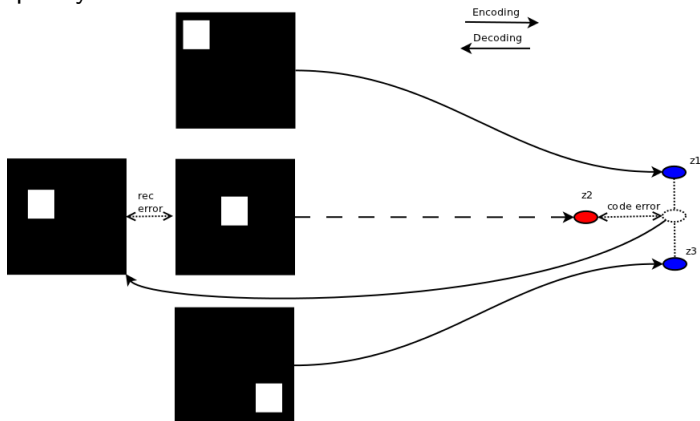 Encoding
Decoding
z1
rec
error
z2
code error
z3